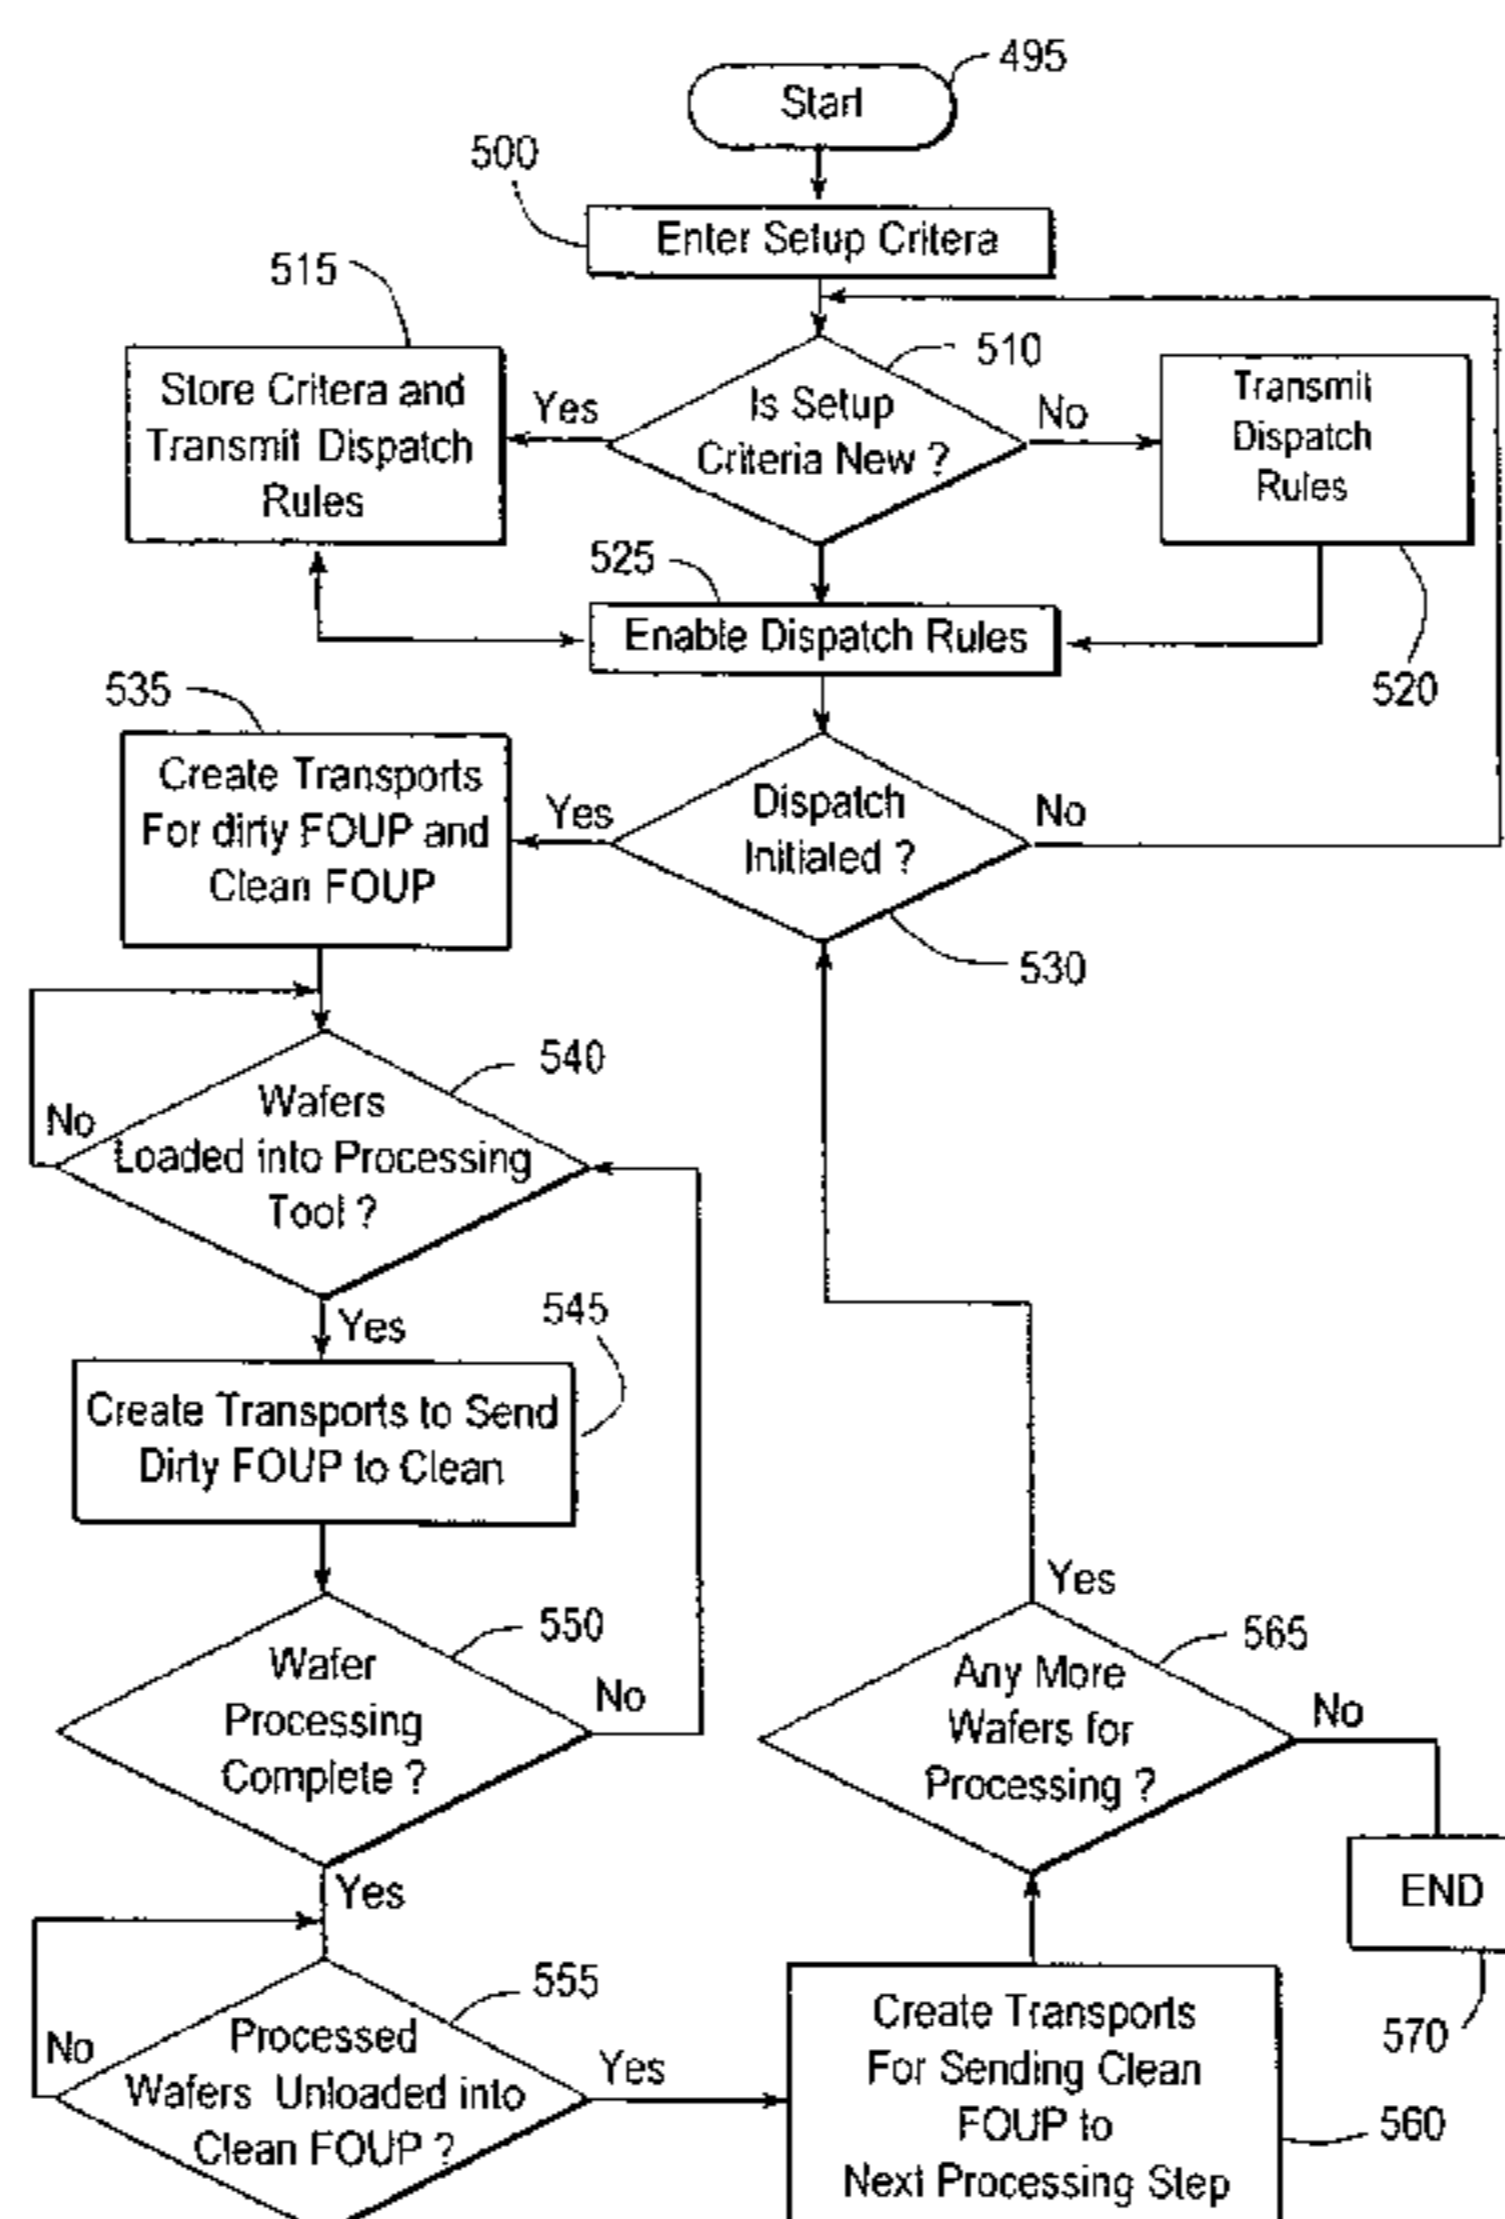 495
Start
500
Enter Setup Critera
515
510
Store Critera and
Transmit Dispatch
Rules
Yes
Is Setup
Criteria New ?
No
Transmit
Dispatch
Rules
525
Enable Dispatch Rules
520
535
Create Transports
For dirty FOUP and
Clean FOUP
Yes
Dispatch
Initialed ?
No
530
540
No
Wafers
Loaded into Processing
Tool ?
Yes
545
Create Transports to Send
Dirty FOUP to Clean
550
Wafer
Processing
Complete ?
No
Yes
Yes
565
Any More
Wafers for
Processing ?
No
END
570
555
No
Processed
Wafers Unloaded into
Clean FOUP ?
Yes
Create Transports
For Sending Clean
FOUP to
Next Processing Step
560